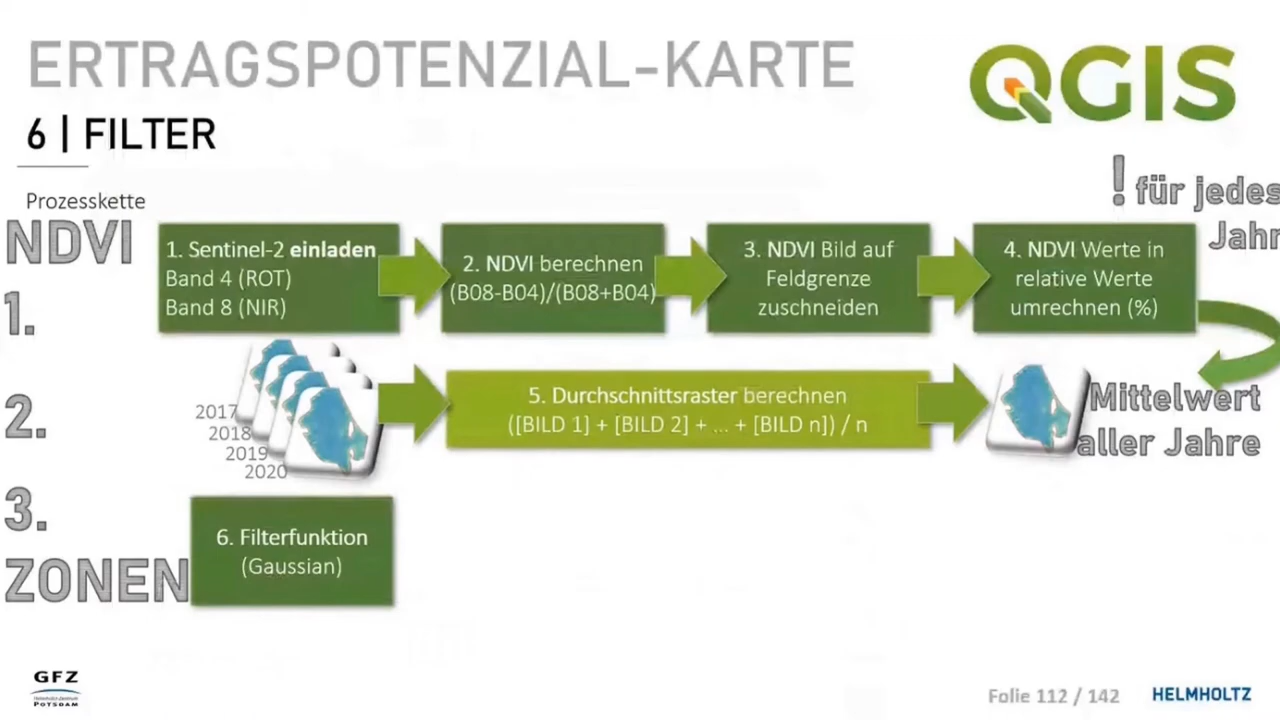 ERTRAGSPOTENZIAL-KARTE
QGIS
6 | FILTER
! für jedes
Jahr
Prozesskette
NDVI
1. Sentinel-2 einladen
Band 4 (ROT)
Band 8 (NIR)
2. NDVI berechnen
(B08-B04)/(B08+B04)
3. NDVI Bild auf
Feldgrenze
zuschneiden
4. NDVI Werte in
relative Werte
umrechnen (%)
1.
2.
2017
2018
2019
2020
5. Durchschnittsraster berechnen
([BILD 1] + [BILD 2] + ... + [BILD n]) / n
Mittelwert
aller Jahre
3.
ZONEN
6. Filterfunktion
(Gaussian)
GFZ
Helmholtz-Zentrum
POTSDAM
Folie 112 / 142
HELMHOLTZ